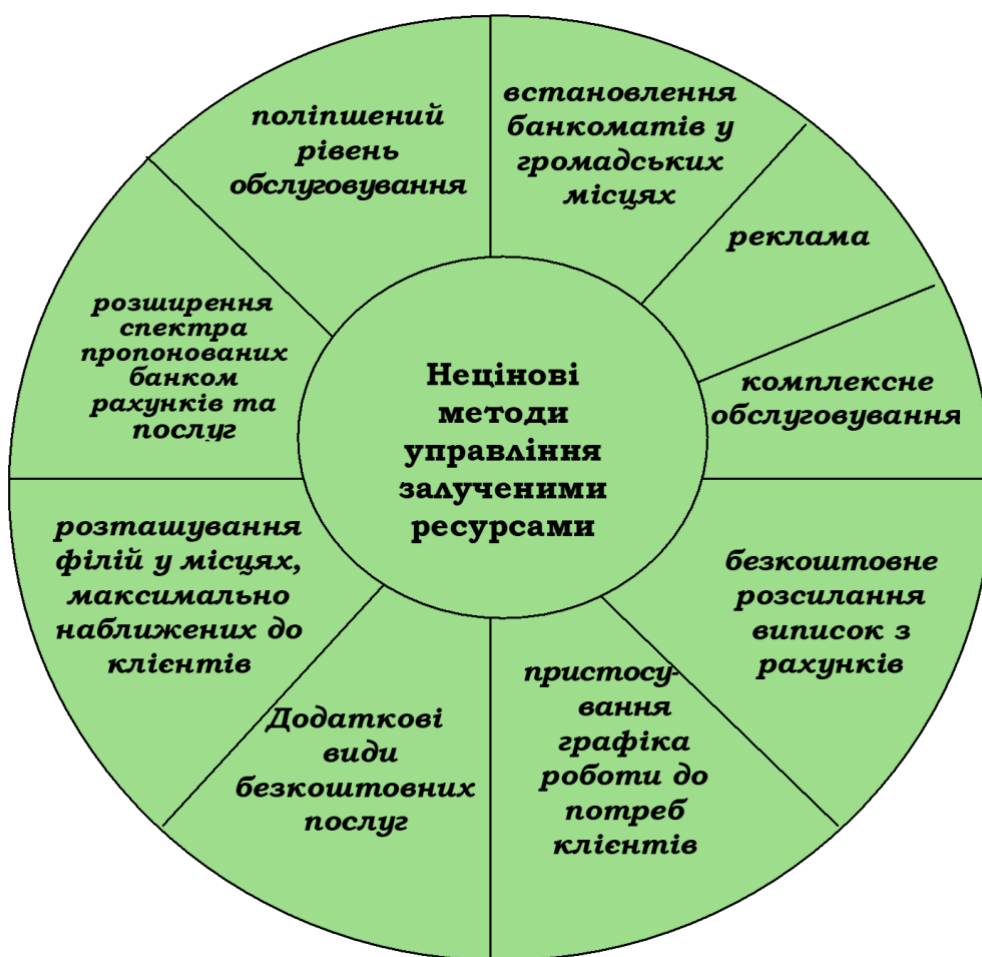 Нецінові
методи
управління
залученими
ресурсами
поліпшений
рівень
обслуговування
встановлення
банкоматів у
громадських
місцях
реклама
комплексне
обслуговування
безкоштовне
розсилання
виписок з
рахунків
пристосу-
вання
графіка
роботи до
потреб
клієнтів
Додаткові
види
безкоштовних
послуг
розташування
філій у місцях,
максимально
наближених до
клієнтів
розширення
спектра
пропонованих
банком
рахунків та
послуг